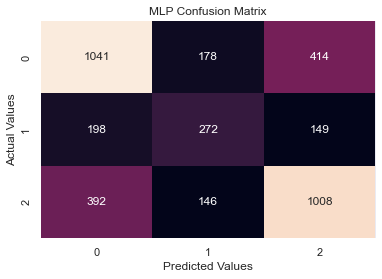 MLP Confusion Matrix
0 1041 178 414
1 198 272 149
2 392 146 1008
0 1 2
Actual Values
Predicted Values